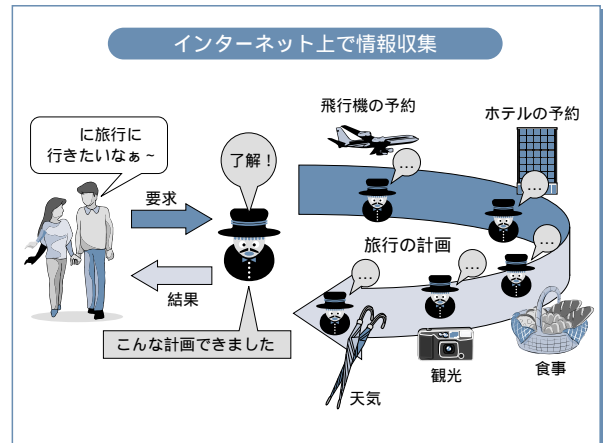 インターネット上で情報収集
飛行機の予約
ホテルの予約
に旅行に
行きたいなぁ~
了解!
...
...
要求
旅行の計画
...
...
...
結果
こんな計画できました
食事
観光
天気